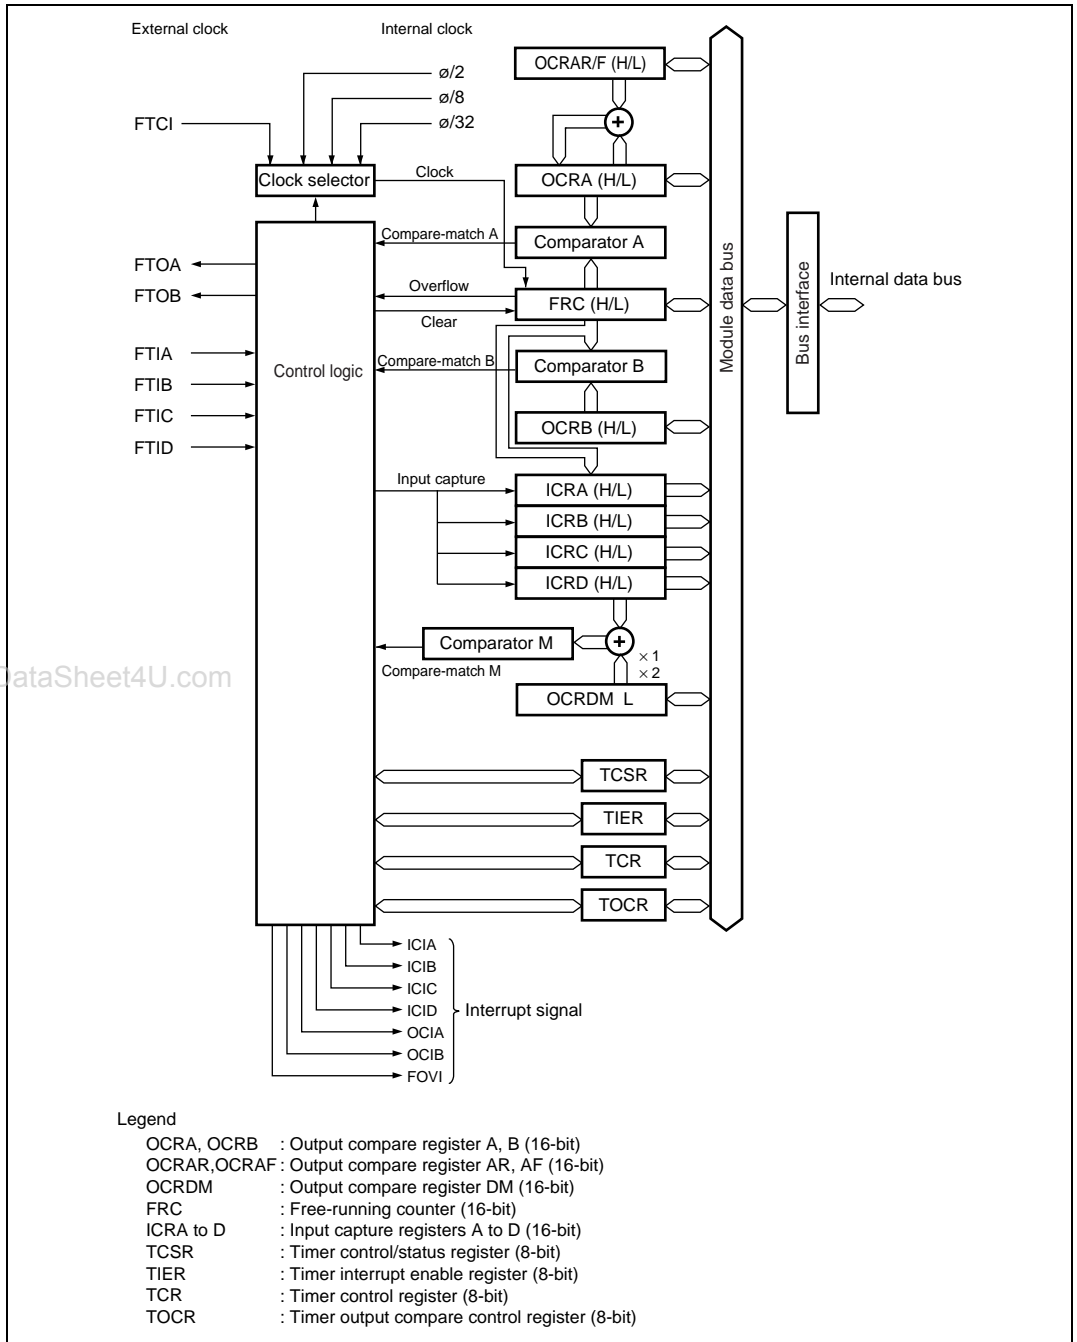 External clock
Internal clock
ø/2
ø/8
ø/32
FTCI
OCRAR/F (H/L)
+
Clock selector
Clock
OCRA (H/L)
Compare-match A
Comparator A
FTOA
FTOB
Overflow
FRC (H/L)
Clear
Module data bus
Bus interface
Internal data bus
FTIA
FTIB
FTIC
FTID
Control logic
Compare-match B
Comparator B
OCRB (H/L)
Input capture
ICRA (H/L)
ICRB (H/L)
ICRC (H/L)
ICRD (H/L)
Comparator M
+
×1
×2
Compare-match M
OCRDM L
DataSheet4U.com
TCSR
TIER
TCR
TOCR
ICIA
ICIB
ICIC
ICID
OCIA
OCIB
FOVI
Interrupt signal
Legend
OCRA, OCRB : Output compare register A, B (16-bit)
OCRAR,OCRAF : Output compare register AR, AF (16-bit)
OCRDM : Output compare register DM (16-bit)
FRC : Free-running counter (16-bit)
ICRA to D : Input capture registers A to D (16-bit)
TCSR : Timer control/status register (8-bit)
TIER : Timer interrupt enable register (8-bit)
TCR : Timer control register (8-bit)
TOCR : Timer output compare control register (8-bit)